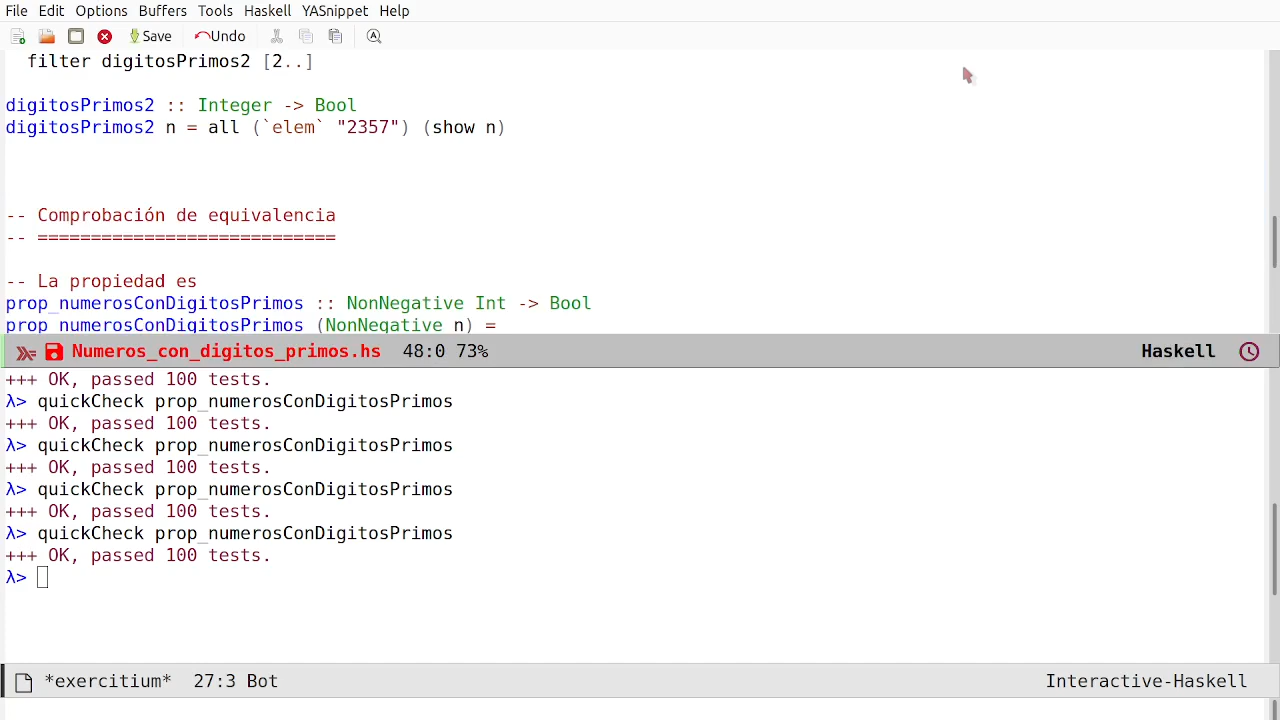 File Edit Options Buffers Tools Haskell YASnippet Help
Save Undo
filter digitosPrimos2 [2..]
digitosPrimos2 :: Integer -> Bool
digitosPrimos2 n = all (`elem` "2357") (show n)
-- Comprobación de equivalencia
-- ============================
-- La propiedad es
prop_numerosConDigitosPrimos :: NonNegative Int -> Bool
prop_numerosConDigitosPrimos (NonNegative n) =
Numeros_con_digitos_primos.hs 48:0 73% Haskell
+++ OK, passed 100 tests.
λ> quickCheck prop_numerosConDigitosPrimos
+++ OK, passed 100 tests.
λ> quickCheck prop_numerosConDigitosPrimos
+++ OK, passed 100 tests.
λ> quickCheck prop_numerosConDigitosPrimos
+++ OK, passed 100 tests.
λ> quickCheck prop_numerosConDigitosPrimos
+++ OK, passed 100 tests.
λ>
*exercitium* 27:3 Bot Interactive-Haskell